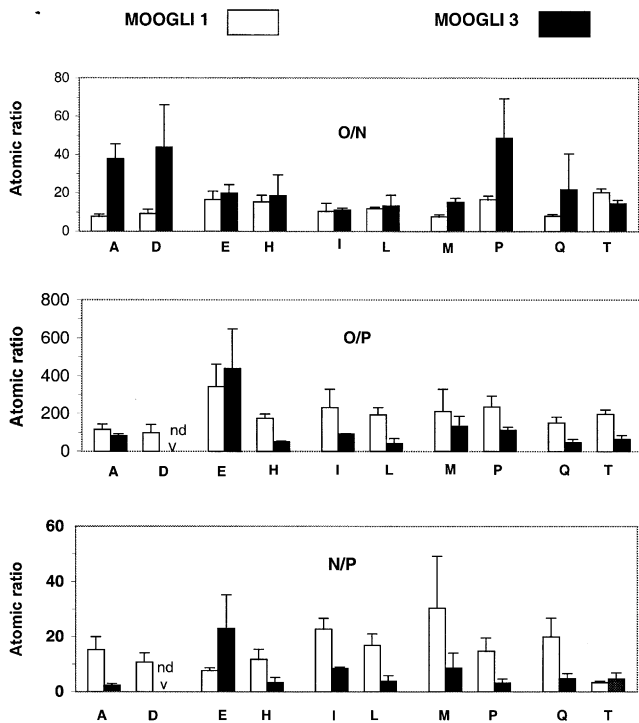 MOOGLI 1 MOOGLI 3
Atomic ratio
O/N
80
60
40
20
0
A D E H I L M P Q T
Atomic ratio
O/P
800
600
400
200
0
nd
v
A D E H I L M P Q T
Atomic ratio
N/P
60
40
20
0
nd
v
A D E H I L M P Q T